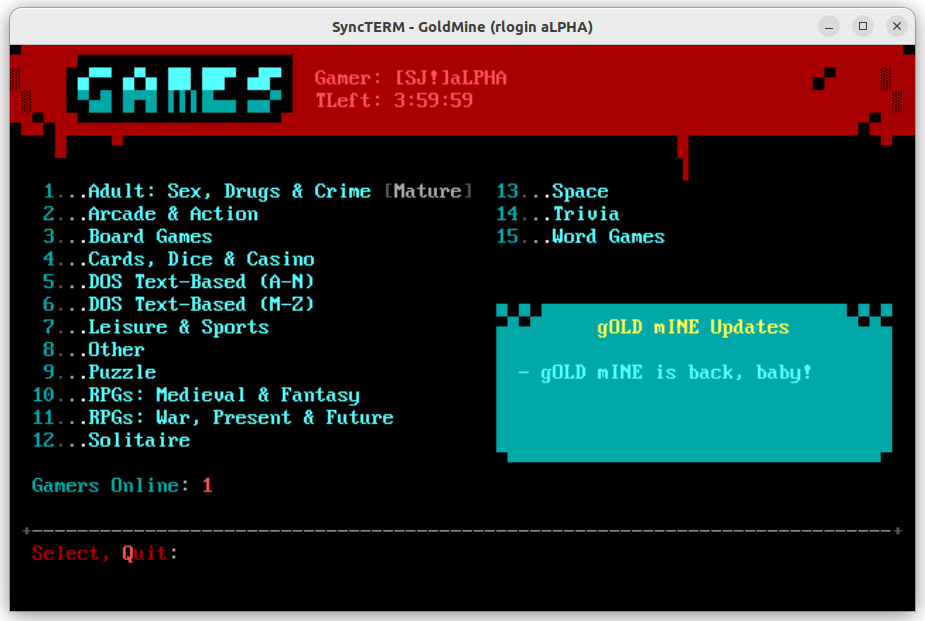 SyncTERM - GoldMine (rlogin aLPHA)
GAMES
Gamer: [SJ!]aLPHA
TLeft: 3:59:59
1...Adult: Sex, Drugs & Crime [Mature]
2...Arcade & Action
3...Board Games
4...Cards, Dice & Casino
5...DOS Text-Based (A-N)
6...DOS Text-Based (M-Z)
7...Leisure & Sports
8...Other
9...Puzzle
10...RPGs: Medieval & Fantasy
11...RPGs: War, Present & Future
12...Solitaire
13...Space
14...Trivia
15...Word Games
gOLD mINE Updates
- gOLD mINE is back, baby!
Gamers Online: 1
Select, Quit: